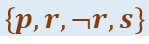 {p, r, ¬r, s}